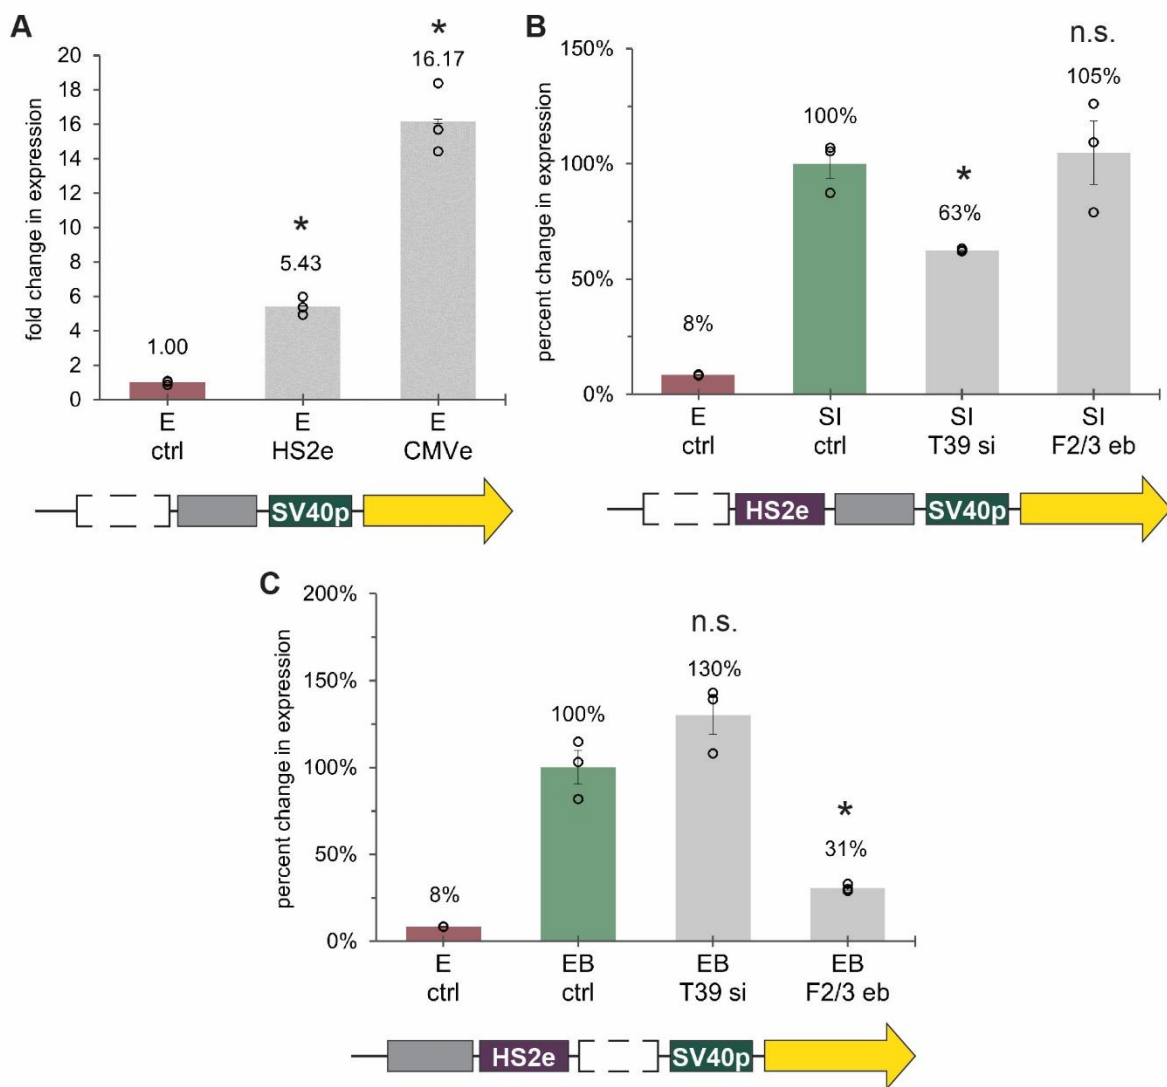 A
fold change in expression
20
18
16
14
12
10
8
6
4
2
0
1.00
*
5.43
*
16.17
E
ctrl
E
HS2e
E
CMVe
SV40p
B
percent change in expression
150%
100%
50%
0%
8%
100%
*
63%
n.s.
105%
E
ctrl
SI
ctrl
SI
T39 si
SI
F2/3 eb
HS2e
SV40p
C
percent change in expression
200%
150%
100%
50%
0%
8%
100%
n.s.
130%
*
31%
E
ctrl
EB
ctrl
EB
T39 si
EB
F2/3 eb
HS2e
SV40p